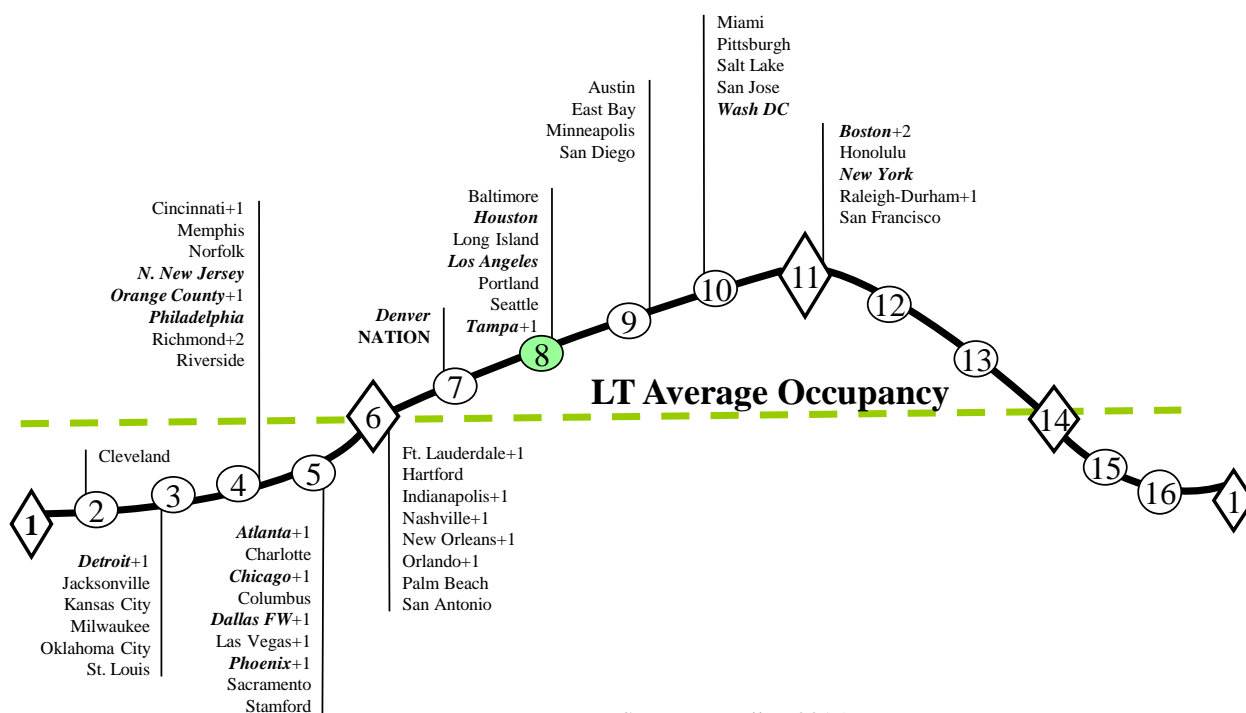 Miami
Pittsburgh
Salt Lake
San Jose
Wash DC
Austin
East Bay
Minneapolis
San Diego
Boston+2
Honolulu
New York
Raleigh-Durham+1
San Francisco
Baltimore
Houston
Long Island
Los Angeles
Portland
Seattle
Tampa+1
Cincinnati+1
Memphis
Norfolk
N. New Jersey
Orange County+1
Philadelphia
Richmond+2
Riverside
Denver
NATION
LT Average Occupancy
1
2
3
4
5
6
7
8
9
10
11
12
13
14
15
16
1
Cleveland
Ft. Lauderdale+1
Hartford
Indianapolis+1
Nashville+1
New Orleans+1
Orlando+1
Palm Beach
San Antonio
Detroit+1
Jacksonville
Kansas City
Milwaukee
Oklahoma City
St. Louis
Atlanta+1
Charlotte
Chicago+1
Columbus
Dallas FW+1
Las Vegas+1
Phoenix+1
Sacramento
Stamford